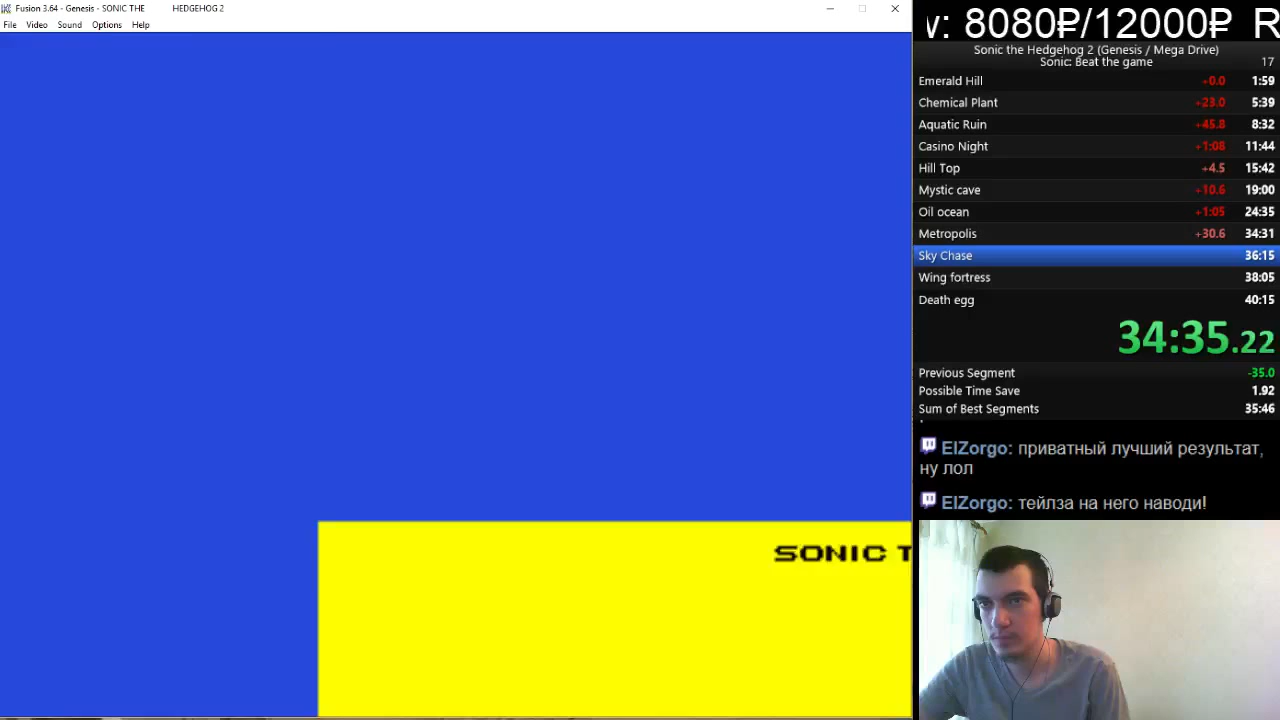 Fusion 3.64 - Genesis - SONIC THE HEDGEHOG 2
File Video Sound Options Help
SONIC T
v: 8080₽/12000₽ R
Sonic the Hedgehog 2 (Genesis / Mega Drive)
Sonic: Beat the game 17
Emerald Hill +0.0 1:59
Chemical Plant +23.0 5:39
Aquatic Ruin +45.8 8:32
Casino Night +1:08 11:44
Hill Top +4.5 15:42
Mystic cave +10.6 19:00
Oil ocean +1:05 24:35
Metropolis +30.6 34:31
Sky Chase 36:15
Wing fortress 38:05
Death egg 40:15
34:35.22
Previous Segment -35.0
Possible Time Save 1.92
Sum of Best Segments 35:46
ElZorgo: приватный лучший результат,
ну лол
ElZorgo: тейлза на него наводи!